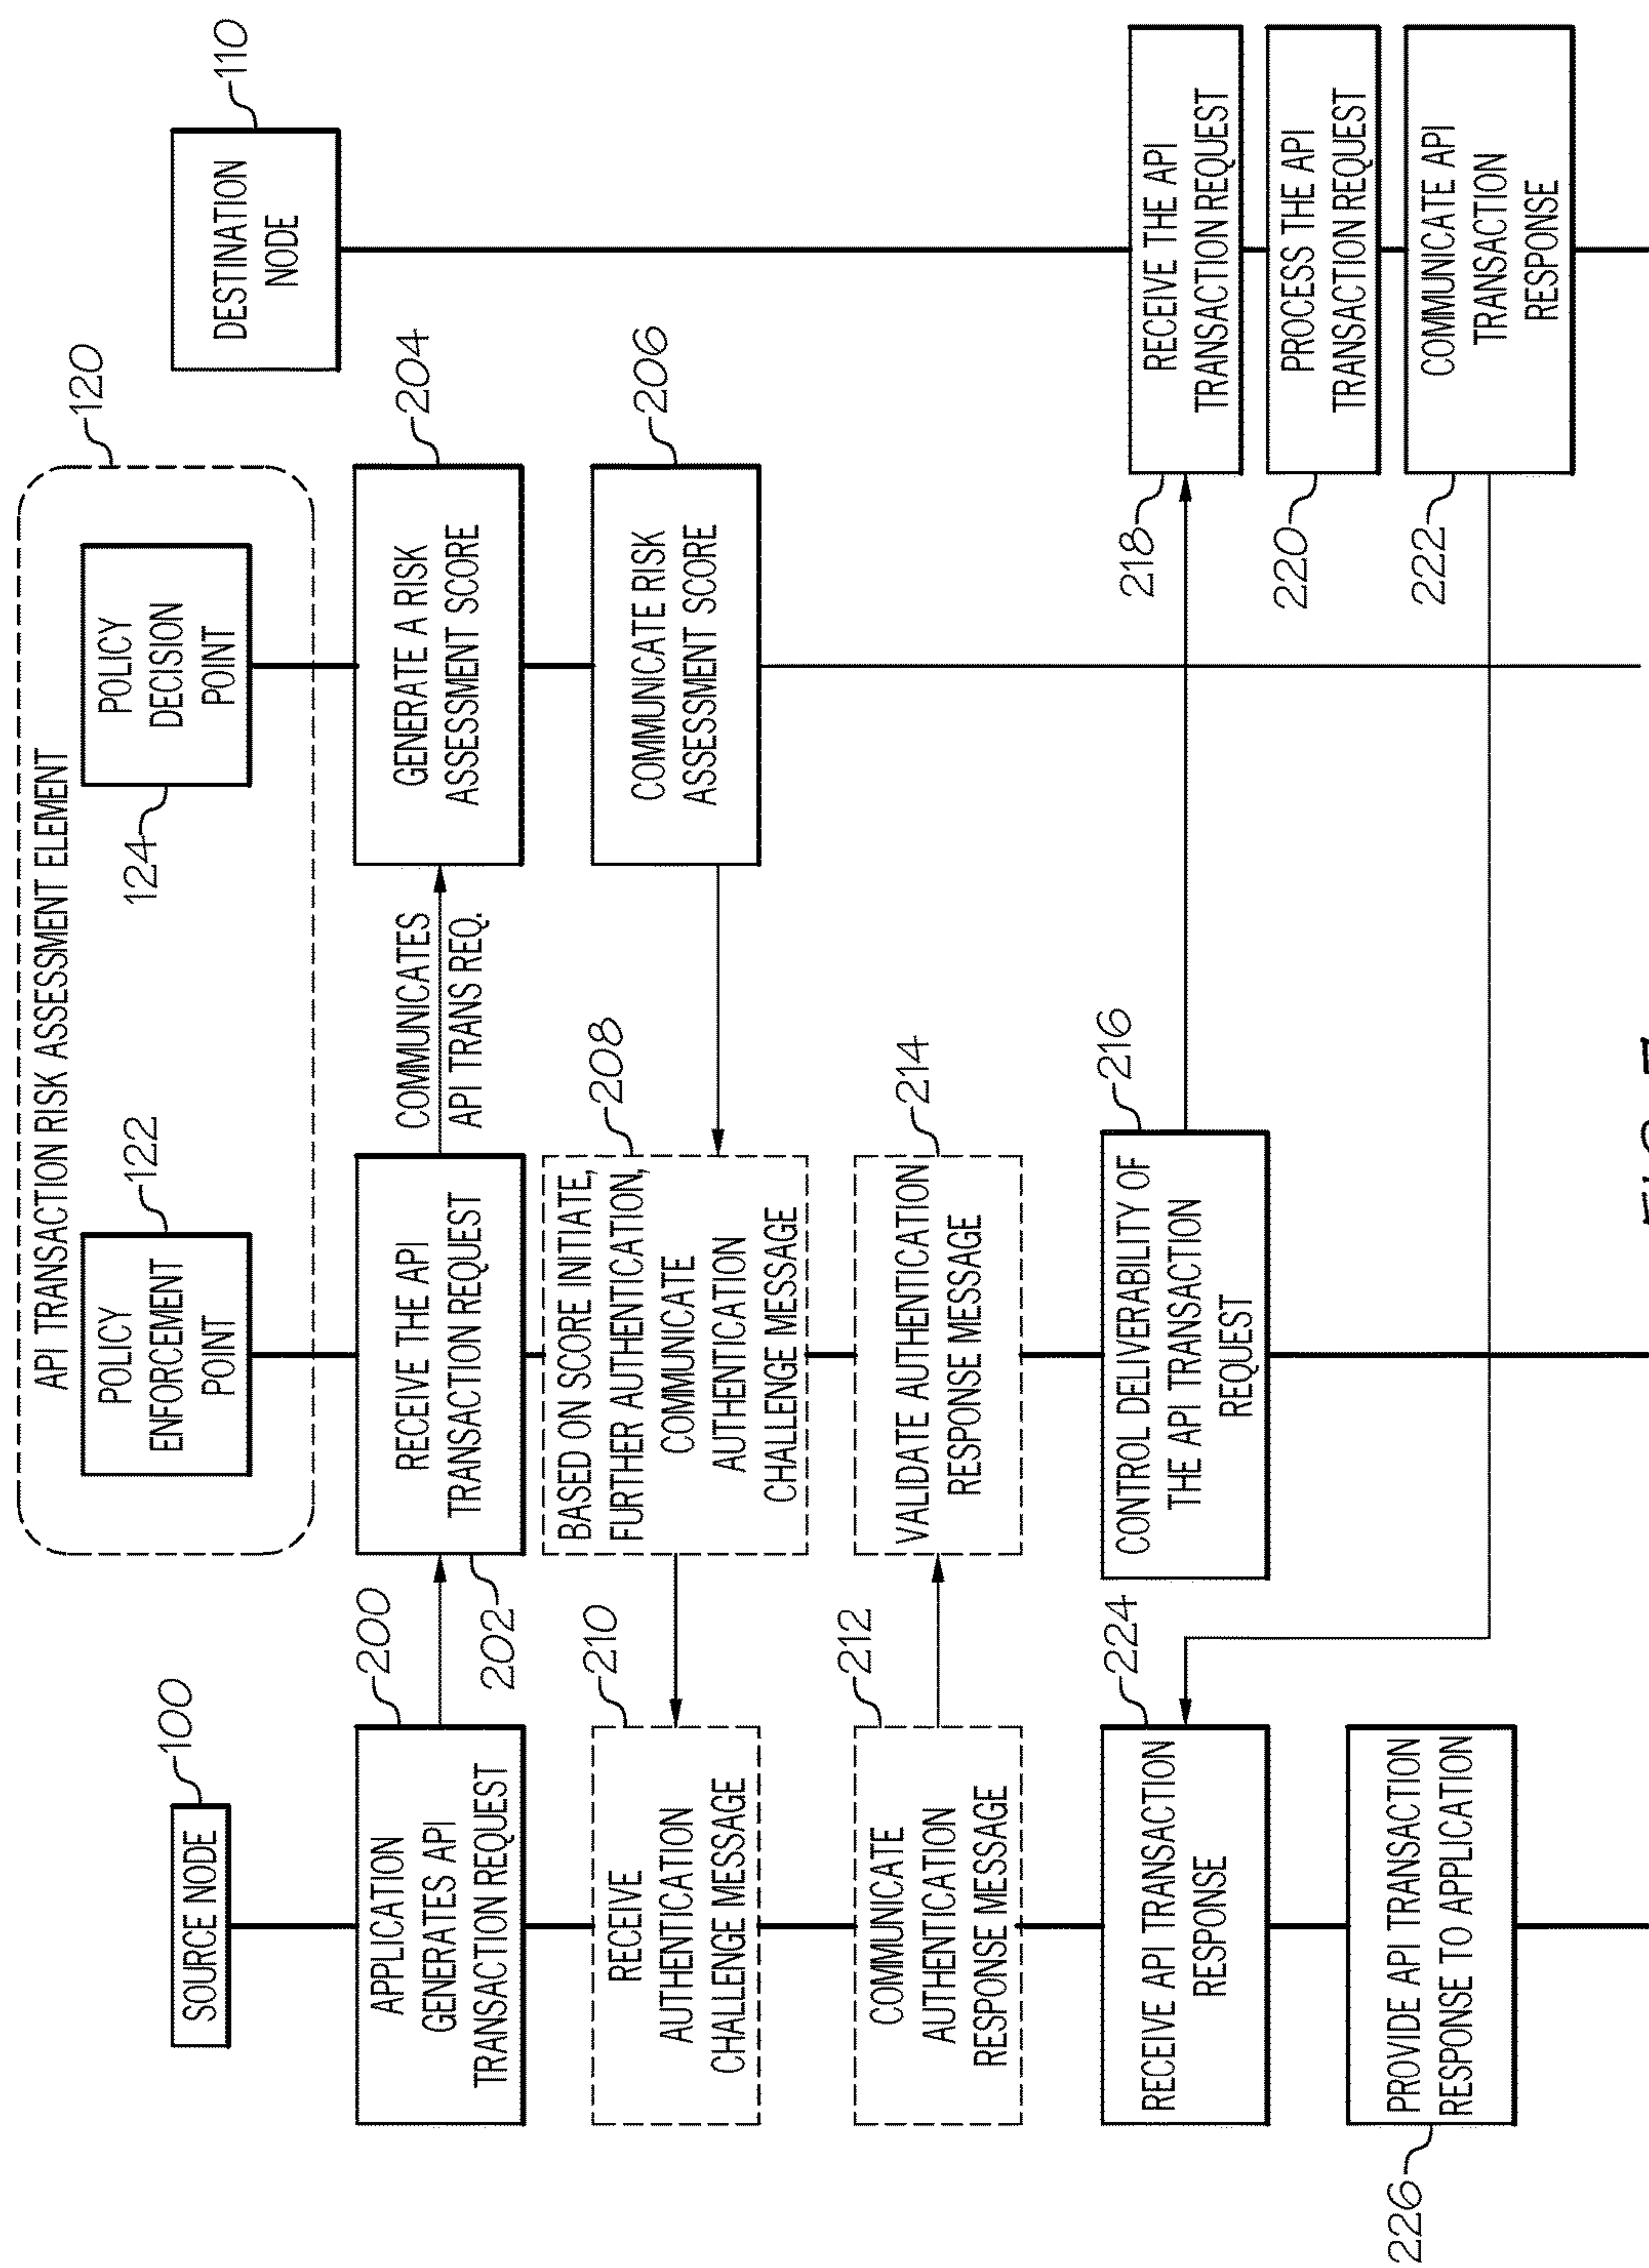 API TRANSACTION RISK ASSESSMENT ELEMENT
120
SOURCE NODE
100
POLICY
ENFORCEMENT
POINT
122
POLICY
DECISION
POINT
124
DESTINATION
NODE
110
APPLICATION
GENERATES API
TRANSACTION REQUEST
200
RECEIVE THE API
TRANSACTION REQUEST
202
COMMUNICATES
API TRANS REQ.
GENERATE A RISK
ASSESSMENT SCORE
204
COMMUNICATE RISK
ASSESSMENT SCORE
206
BASED ON SCORE INITIATE,
FURTHER AUTHENTICATION,
COMMUNICATE
AUTHENTICATION
CHALLENGE MESSAGE
208
RECEIVE
AUTHENTICATION
CHALLENGE MESSAGE
210
COMMUNICATE
AUTHENTICATION
RESPONSE MESSAGE
212
VALIDATE AUTHENTICATION
RESPONSE MESSAGE
214
CONTROL DELIVERABILITY OF
THE API TRANSACTION
REQUEST
216
RECEIVE THE API
TRANSACTION REQUEST
218
PROCESS THE API
TRANSACTION REQUEST
220
COMMUNICATE API
TRANSACTION
RESPONSE
222
RECEIVE API TRANSACTION
RESPONSE
224
PROVIDE API TRANSACTION
RESPONSE TO APPLICATION
226